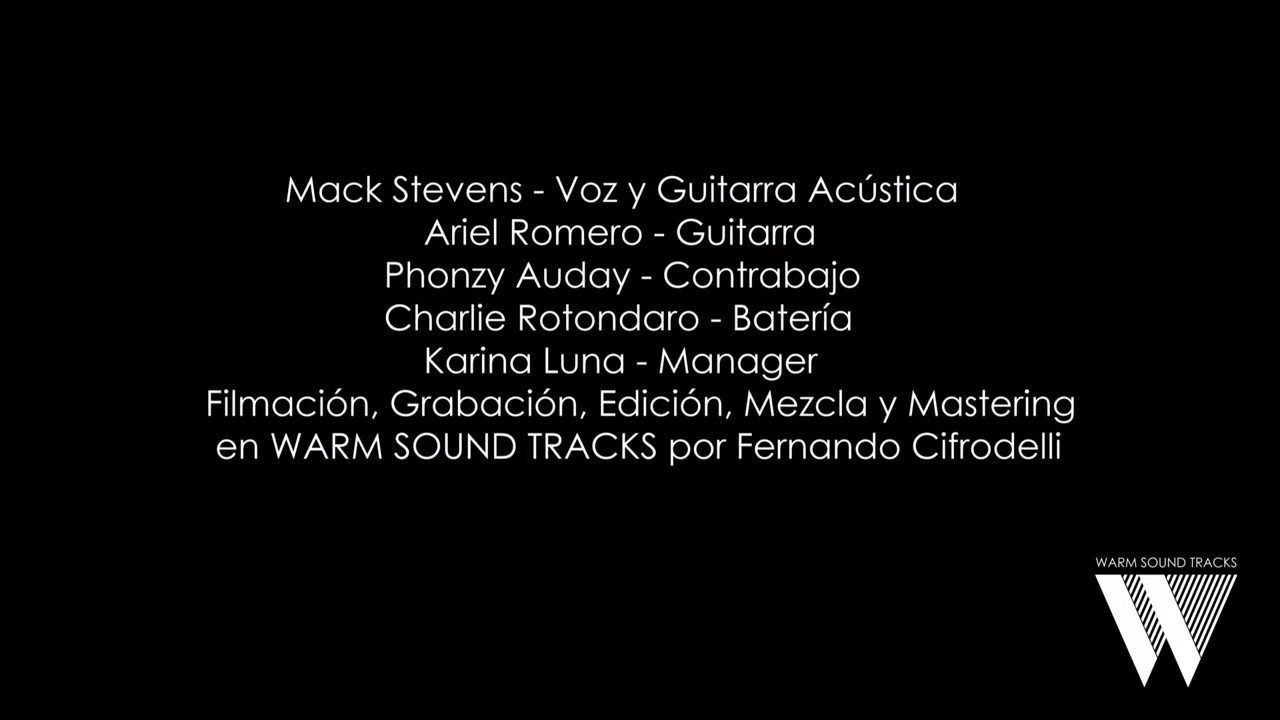 Mack Stevens - Voz y Guitarra Acústica
Ariel Romero - Guitarra
Phonzy Auday - Contrabajo
Charlie Rotondaro - Batería
Karina Luna - Manager
Filmación, Grabación, Edición, Mezcla y Mastering
en WARM SOUND TRACKS por Fernando Cifrodelli
WARM SOUND TRACKS